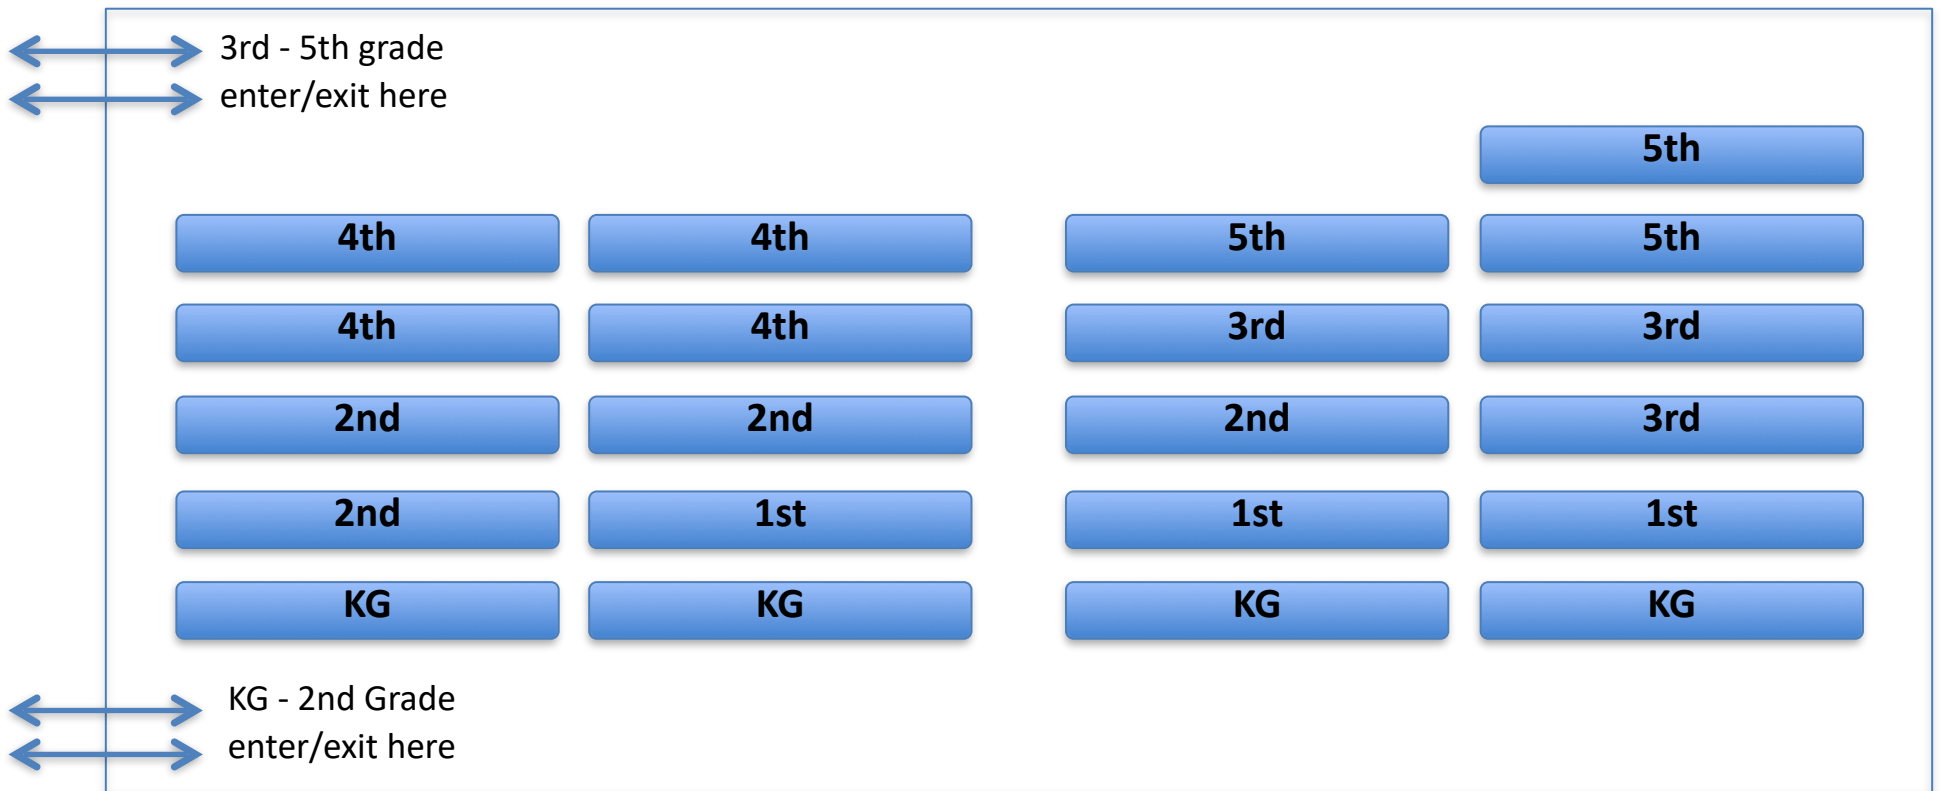 3rd - 5th grade
enter/exit here
5th
4th 4th 5th 5th
4th 4th 3rd 3rd
2nd 2nd 2nd 3rd
2nd 1st 1st 1st
KG KG KG KG
KG - 2nd Grade
enter/exit here